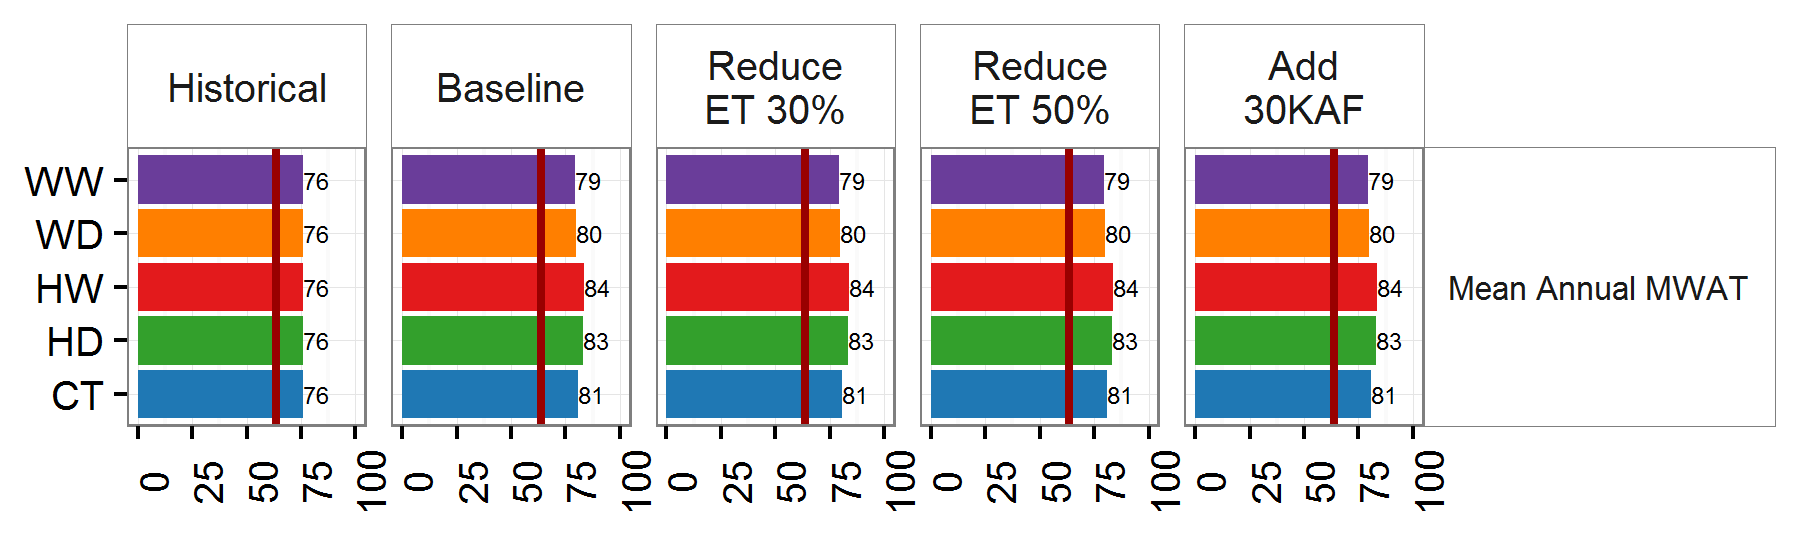 Historical
Baseline
Reduce
ET 30%
Reduce
ET 50%
Add
30KAF
WW 76 79 79 79 79
WD 76 80 80 80 80
HW 76 84 84 84 84
HD 76 83 83 83 83
CT 76 81 81 81 81
Mean Annual MWAT
0 25 50 75 100 0 25 50 75 100 0 25 50 75 100 0 25 50 75 100 0 25 50 75 100